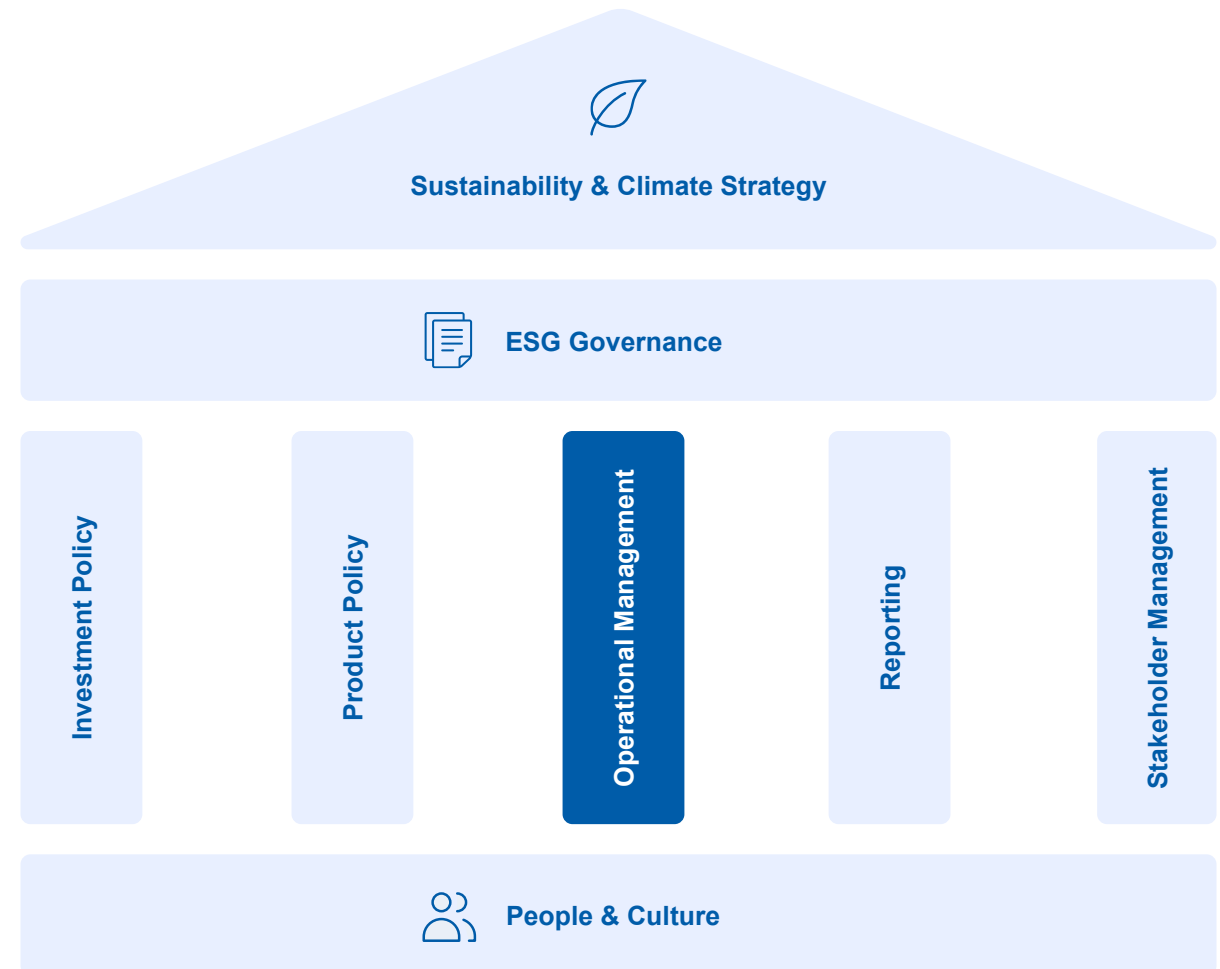 Sustainability & Climate Strategy
ESG Governance
Investment Policy
Product Policy
Operational Management
Reporting
Stakeholder Management
People & Culture